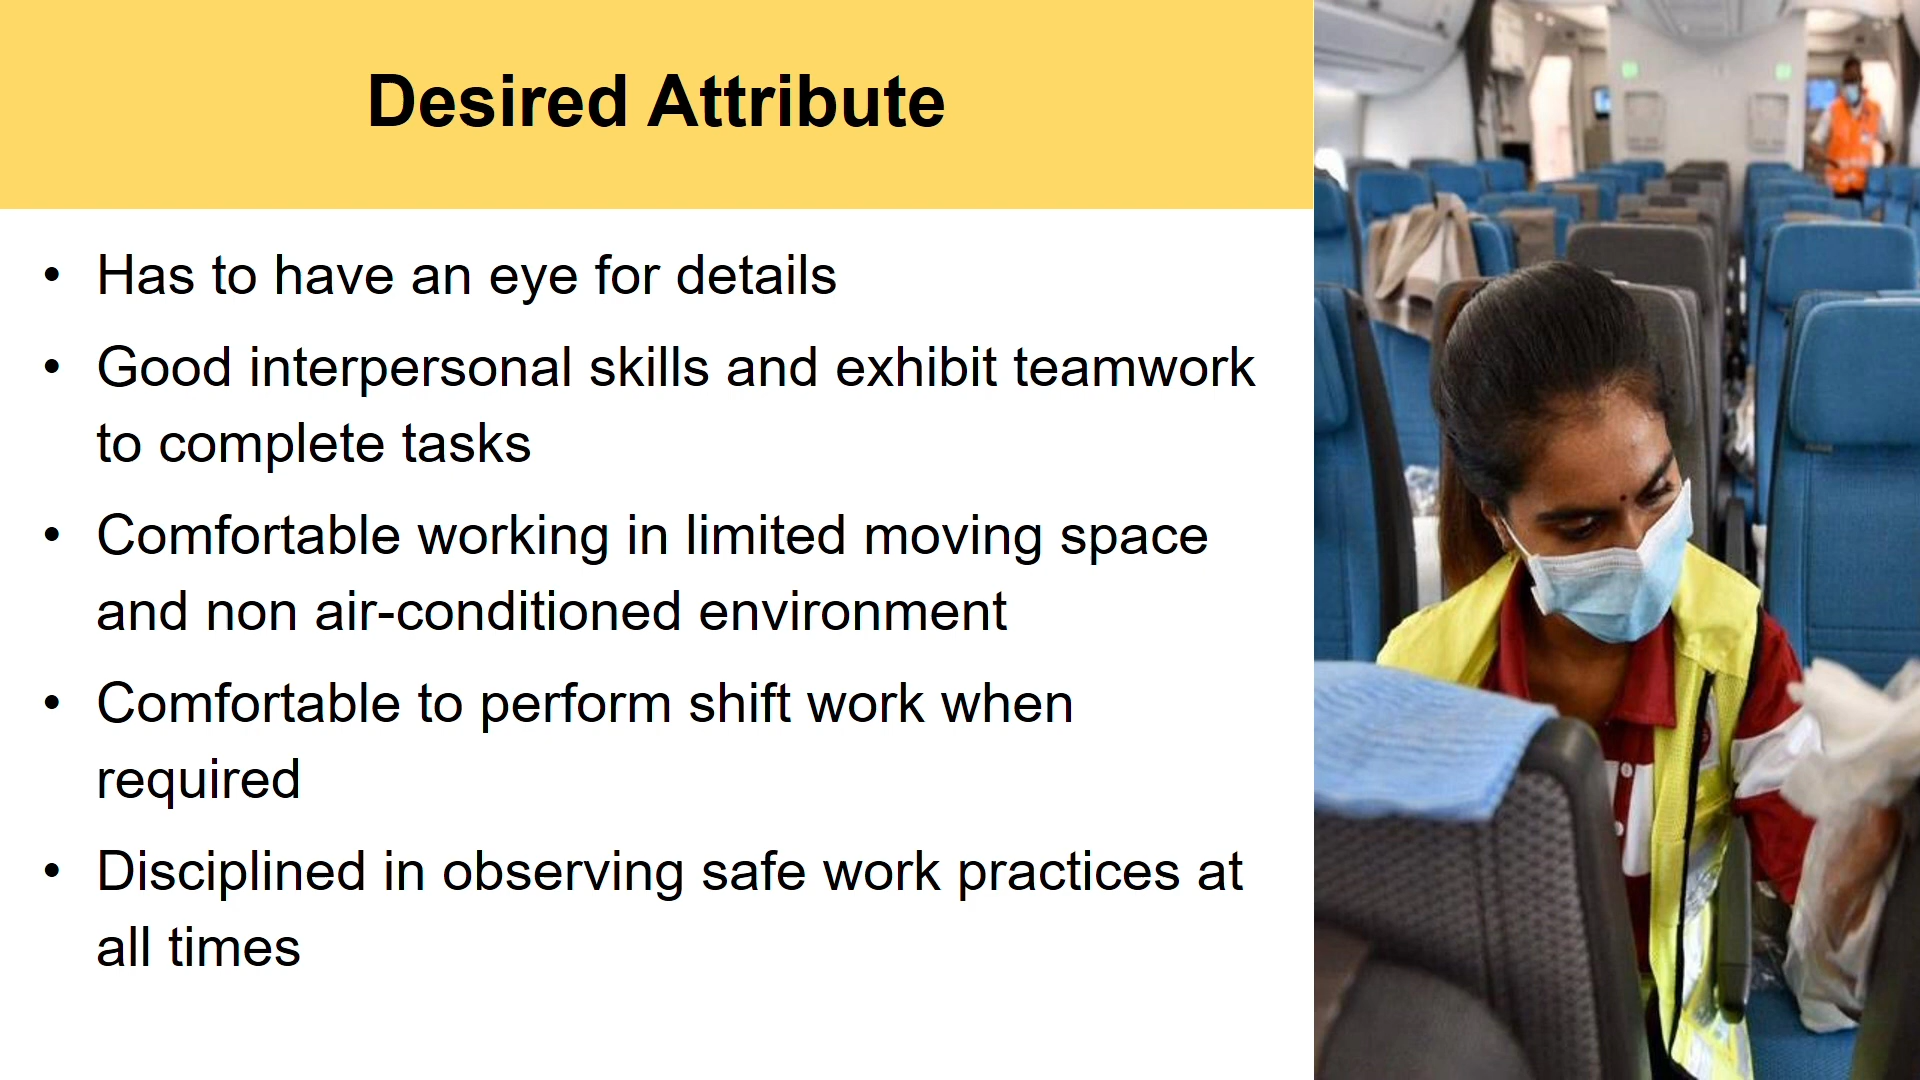 Desired Attribute
• Has to have an eye for details
• Good interpersonal skills and exhibit teamwork
to complete tasks
• Comfortable working in limited moving space
and non air-conditioned environment
• Comfortable to perform shift work when
required
• Disciplined in observing safe work practices at
all times